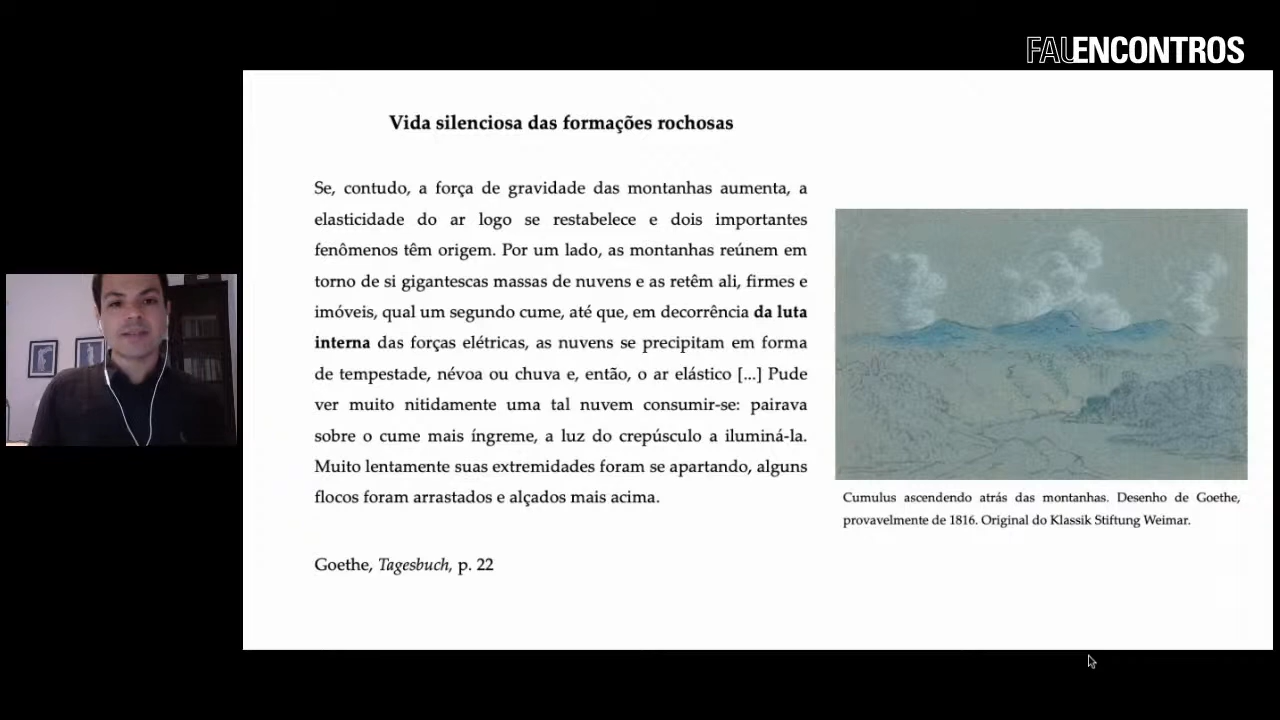 FALENCONTROS
Vida silenciosa das formações rochosas
Se, contudo, a força de gravidade das montanhas aumenta, a
elasticidade do ar logo se restabelece e dois importantes
fenômenos têm origem. Por um lado, as montanhas reúnem em
torno de si gigantescas massas de nuvens e as retêm ali, firmes e
imóveis, qual um segundo cume, até que, em decorrência da luta
interna das forças elétricas, as nuvens se precipitam em forma
de tempestade, névoa ou chuva e, então, o ar elástico [...] Pude
ver muito nitidamente uma tal nuvem consumir-se: pairava
sobre o cume mais íngreme, a luz do crepúsculo a iluminá-la.
Muito lentamente suas extremidades foram se apartando, alguns
flocos foram arrastados e alçados mais acima.
Goethe, Tagesbuch, p. 22
Cumulus ascendendo atrás das montanhas. Desenho de Goethe,
provavelmente de 1816. Original do Klassik Stiftung Weimar.